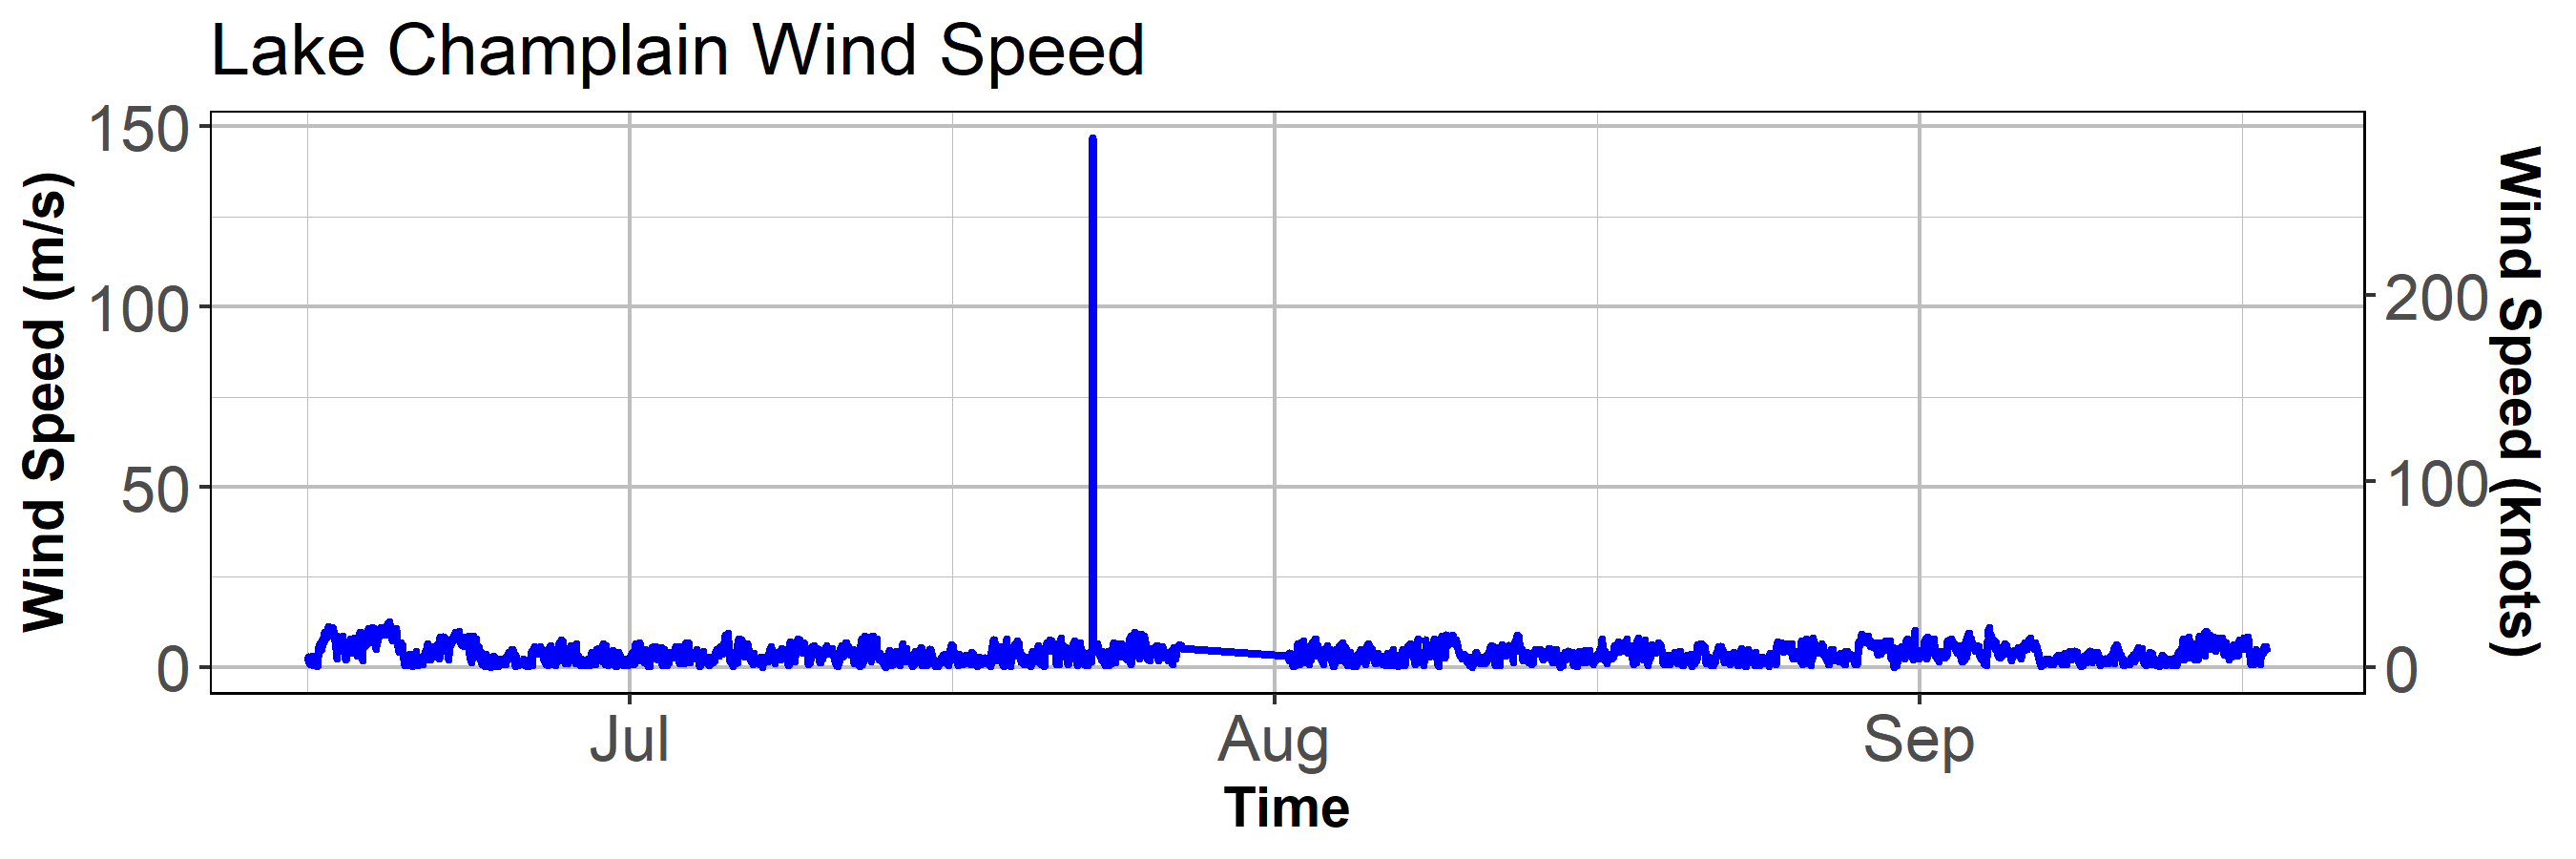 Lake Champlain Wind Speed
Wind Speed (m/s)
150
100
50
0
Wind Speed (knots)
200
100
0
Jul
Aug
Sep
Time